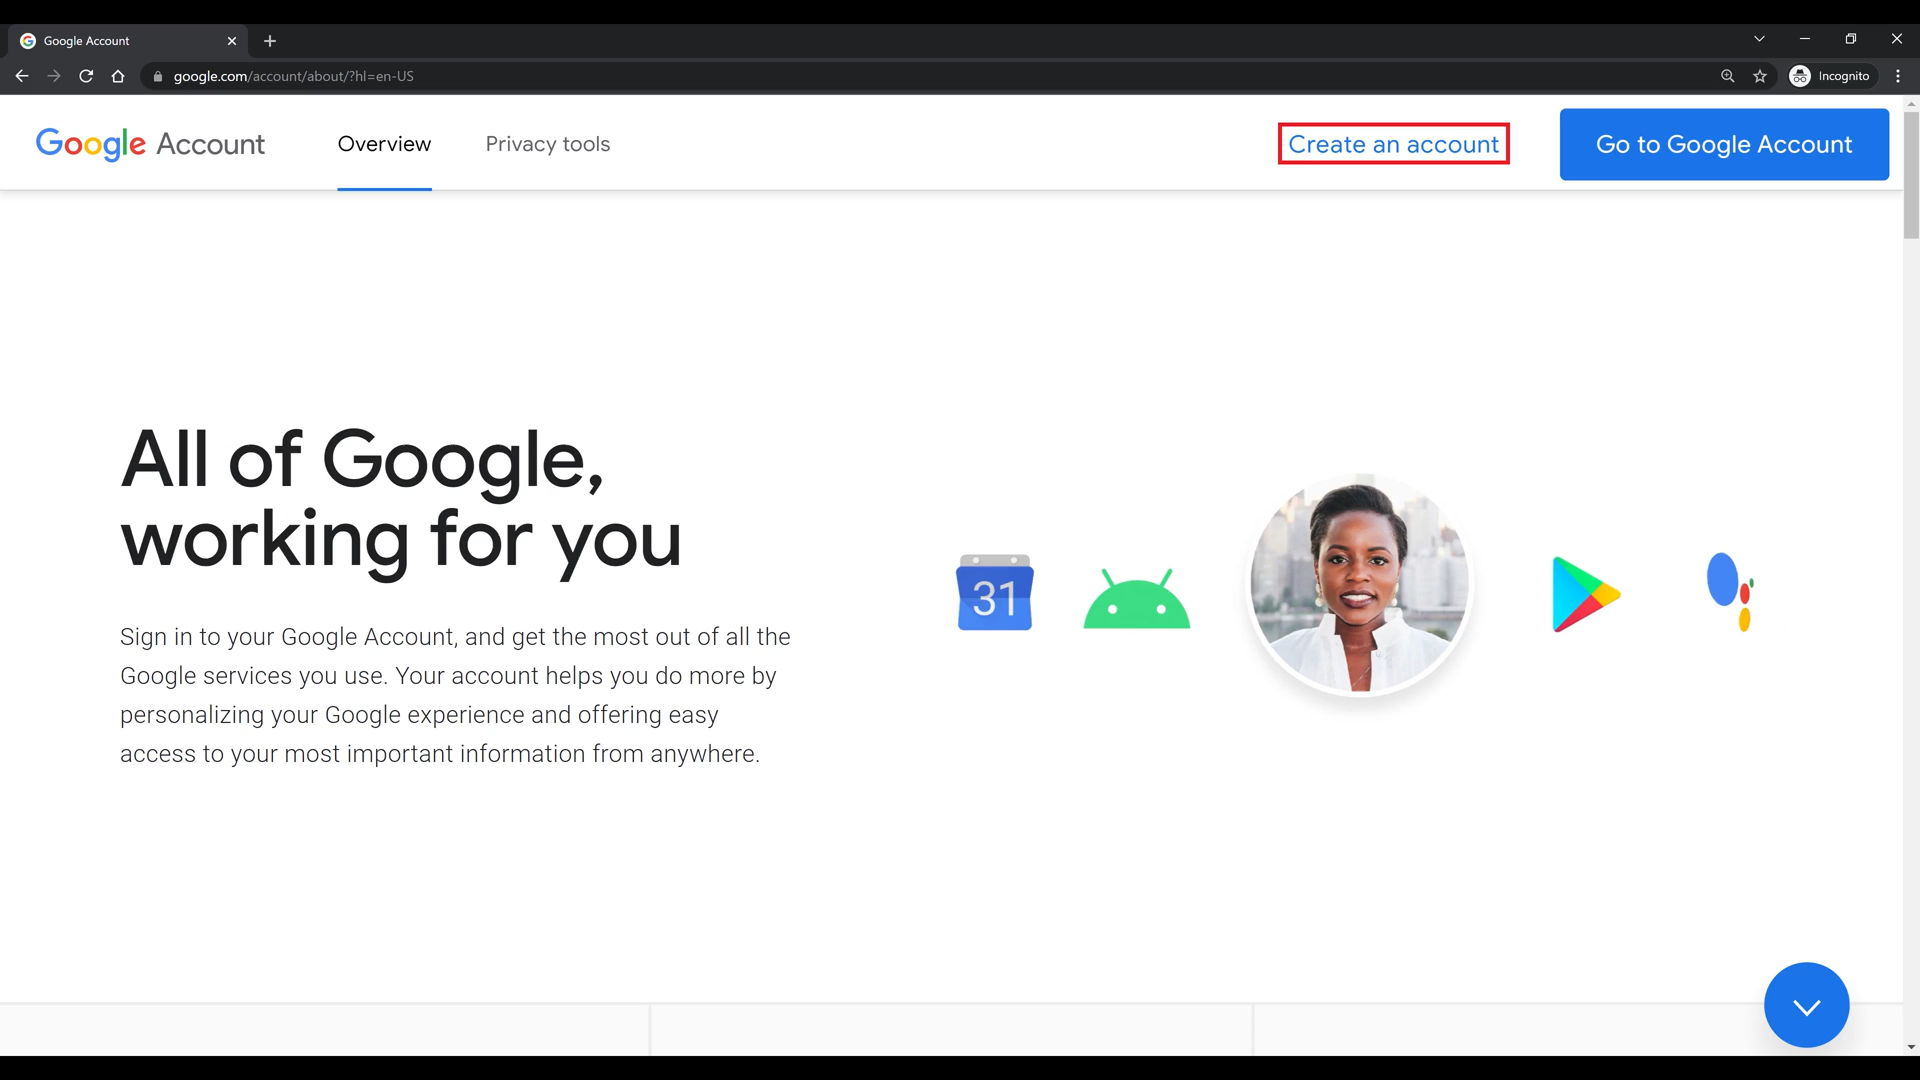 Google Account
google.com/account/about/?hl=en-US
Incognito
Google Account
Overview
Privacy tools
Create an account
Go to Google Account
All of Google,
working for you
Sign in to your Google Account, and get the most out of all the
Google services you use. Your account helps you do more by
personalizing your Google experience and offering easy
access to your most important information from anywhere.
31